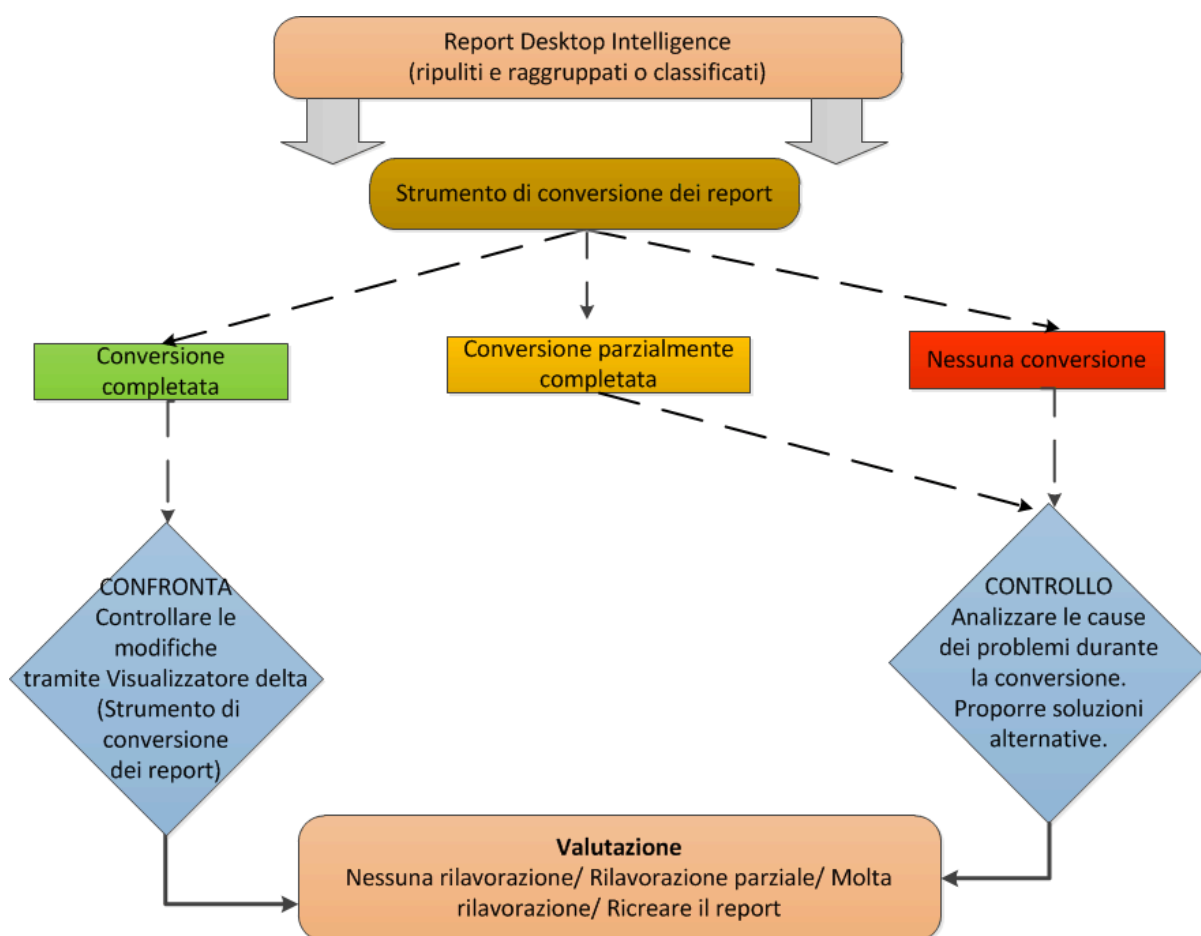 Report Desktop Intelligence
(ripuliti e raggruppati o classificati)
Strumento di conversione dei report
Conversione
completata
Conversione parzialmente
completata
Nessuna conversione
CONFRONTA
Controllare le
modifiche
tramite Visualizzatore delta
(Strumento di
conversione
dei report)
CONTROLLO
Analizzare le cause
dei problemi durante
la conversione.
Proporre soluzioni
alternative.
Valutazione
Nessuna rilavorazione/ Rilavorazione parziale/ Molta
rilavorazione/ Ricreare il report